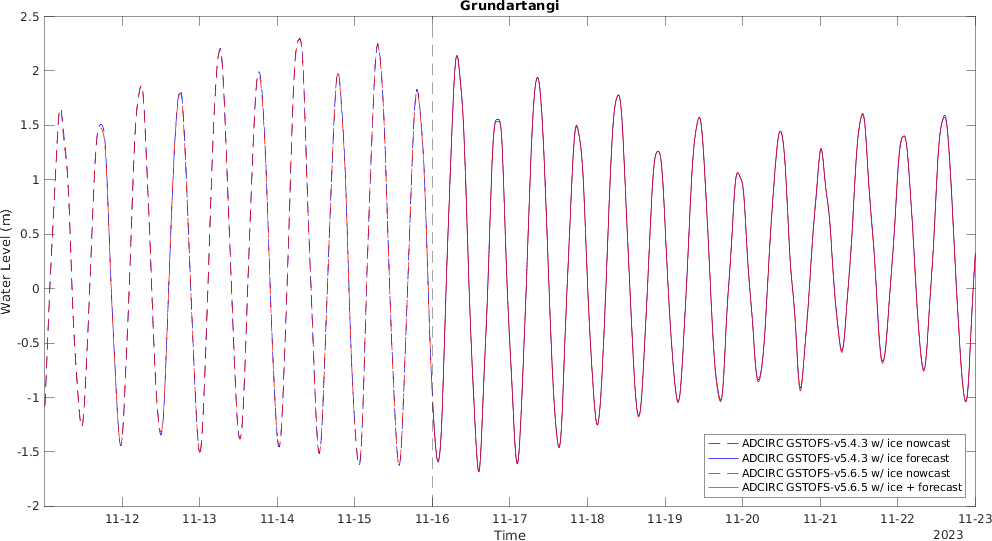 Grundartangi
2.5
2
1.5
1
0.5
0
-0.5
-1
-1.5
-2
Water Level (m)
ADCIRC GSTOFS-v5.4.3 w/ ice nowcast
ADCIRC GSTOFS-v5.4.3 w/ ice forecast
ADCIRC GSTOFS-v5.6.5 w/ ice nowcast
ADCIRC GSTOFS-v5.6.5 w/ ice + forecast
11-12 11-13 11-14 11-15 11-16 11-17 11-18 11-19 11-20 11-21 11-22 11-23
Time
2023